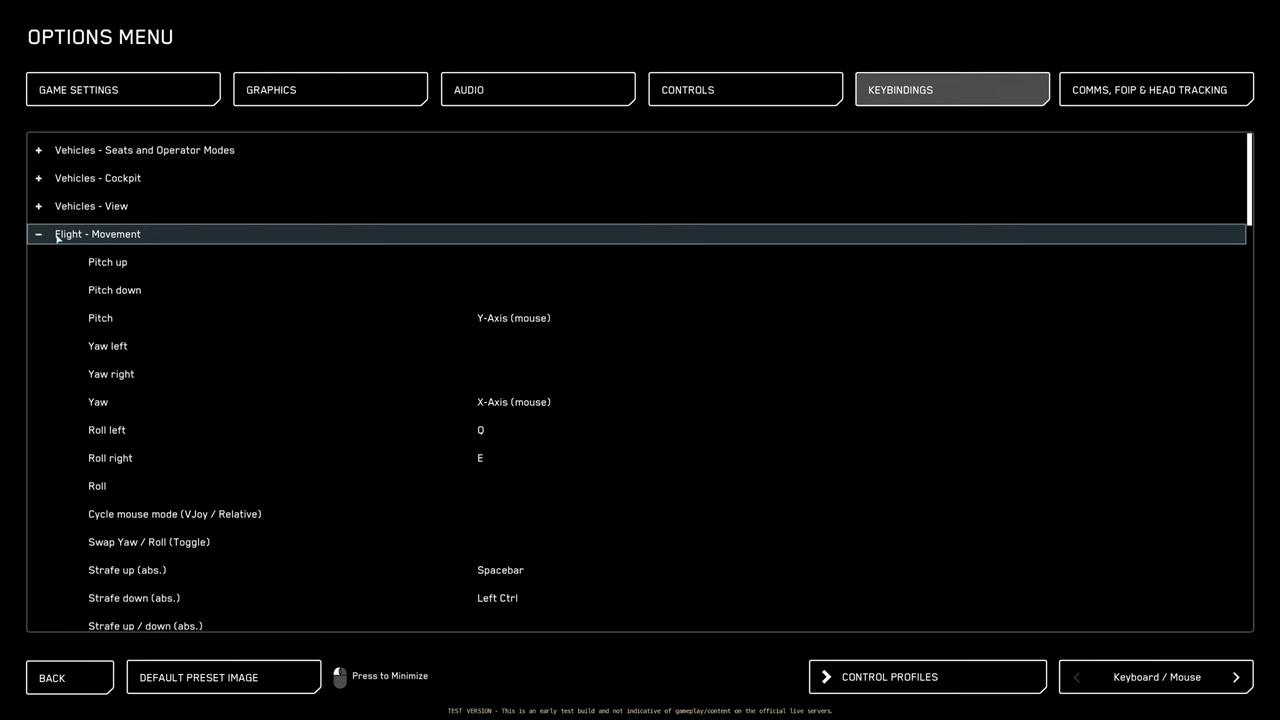 OPTIONS MENU
GAME SETTINGS
GRAPHICS
AUDIO
CONTROLS
KEYBINDINGS
COMMS, FOIP & HEAD TRACKING
+ Vehicles - Seats and Operator Modes
+ Vehicles - Cockpit
+ Vehicles - View
- Flight - Movement
Pitch up
Pitch down
Pitch Y-Axis (mouse)
Yaw left
Yaw right
Yaw X-Axis (mouse)
Roll left Q
Roll right E
Roll
Cycle mouse mode (VJoy / Relative)
Swap Yaw / Roll (Toggle)
Strafe up (abs.) Spacebar
Strafe down (abs.) Left Ctrl
Strafe up / down (abs.)
BACK
DEFAULT PRESET IMAGE
Press to Minimize
CONTROL PROFILES
Keyboard / Mouse
TEST VERSION - This is an early test build and not indicative of gameplay/content on the official live servers.